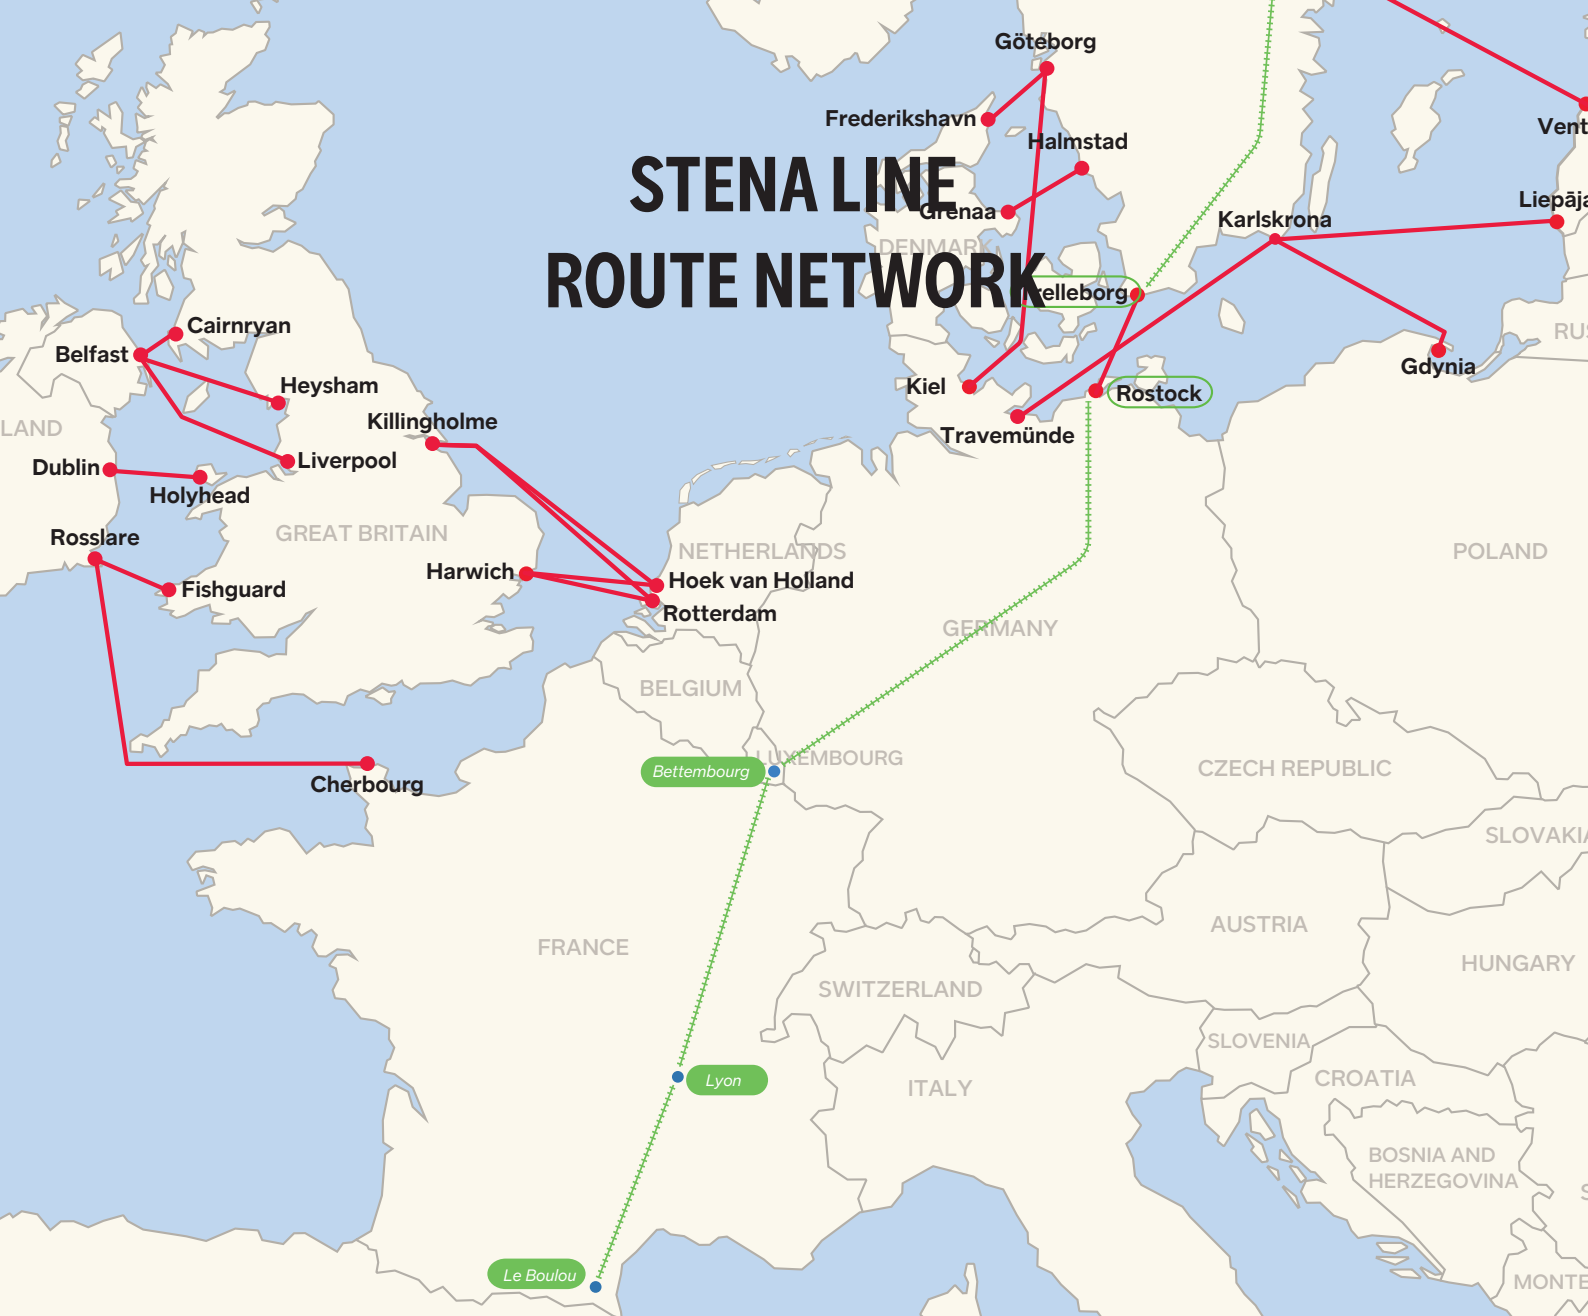 Göteborg
Frederikshavn
Halmstad
Vent
STENA LINE
ROUTE NETWORK
Grenaa
DENMARK
Liepāja
Karlskrona
relleborg
Cairnryan
RUS
Belfast
Gdynia
Heysham
Kiel
Rostock
Killingholme
LAND
Travemünde
Dublin
Liverpool
Holyhead
GREAT BRITAIN
Rosslare
NETHERLANDS
POLAND
Harwich
Hoek van Holland
Fishguard
Rotterdam
GERMANY
BELGIUM
LUXEMBOURG
Bettembourg
CZECH REPUBLIC
Cherbourg
SLOVAKIA
AUSTRIA
FRANCE
HUNGARY
SWITZERLAND
SLOVENIA
Lyon
CROATIA
ITALY
BOSNIA AND
HERZEGOVINA
S
Le Boulou
MONTE